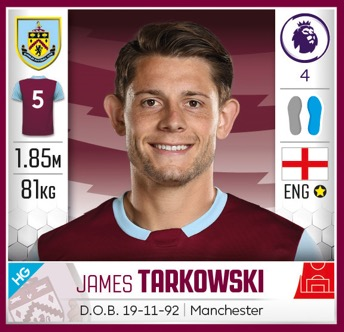 5
4
1.85M
81KG
ENG
HG
JAMES TARKOWSKI
D.O.B. 19-11-92 | Manchester